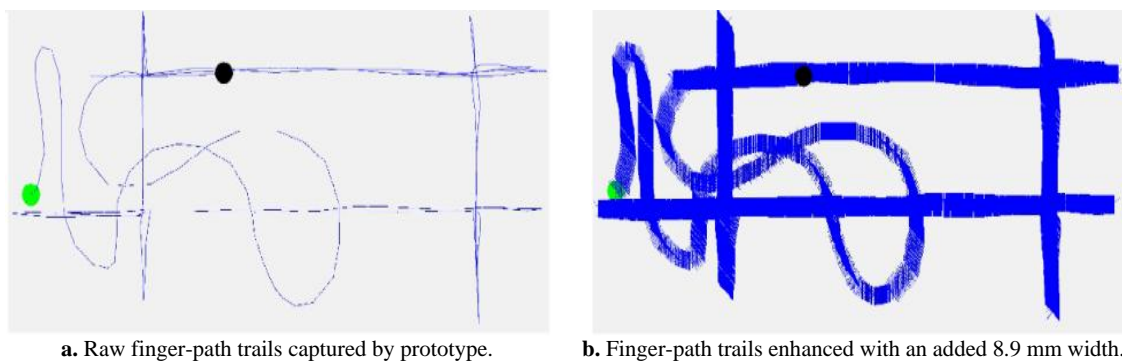 a. Raw finger-path trails captured by prototype.
b. Finger-path trails enhanced with an added 8.9 mm width.